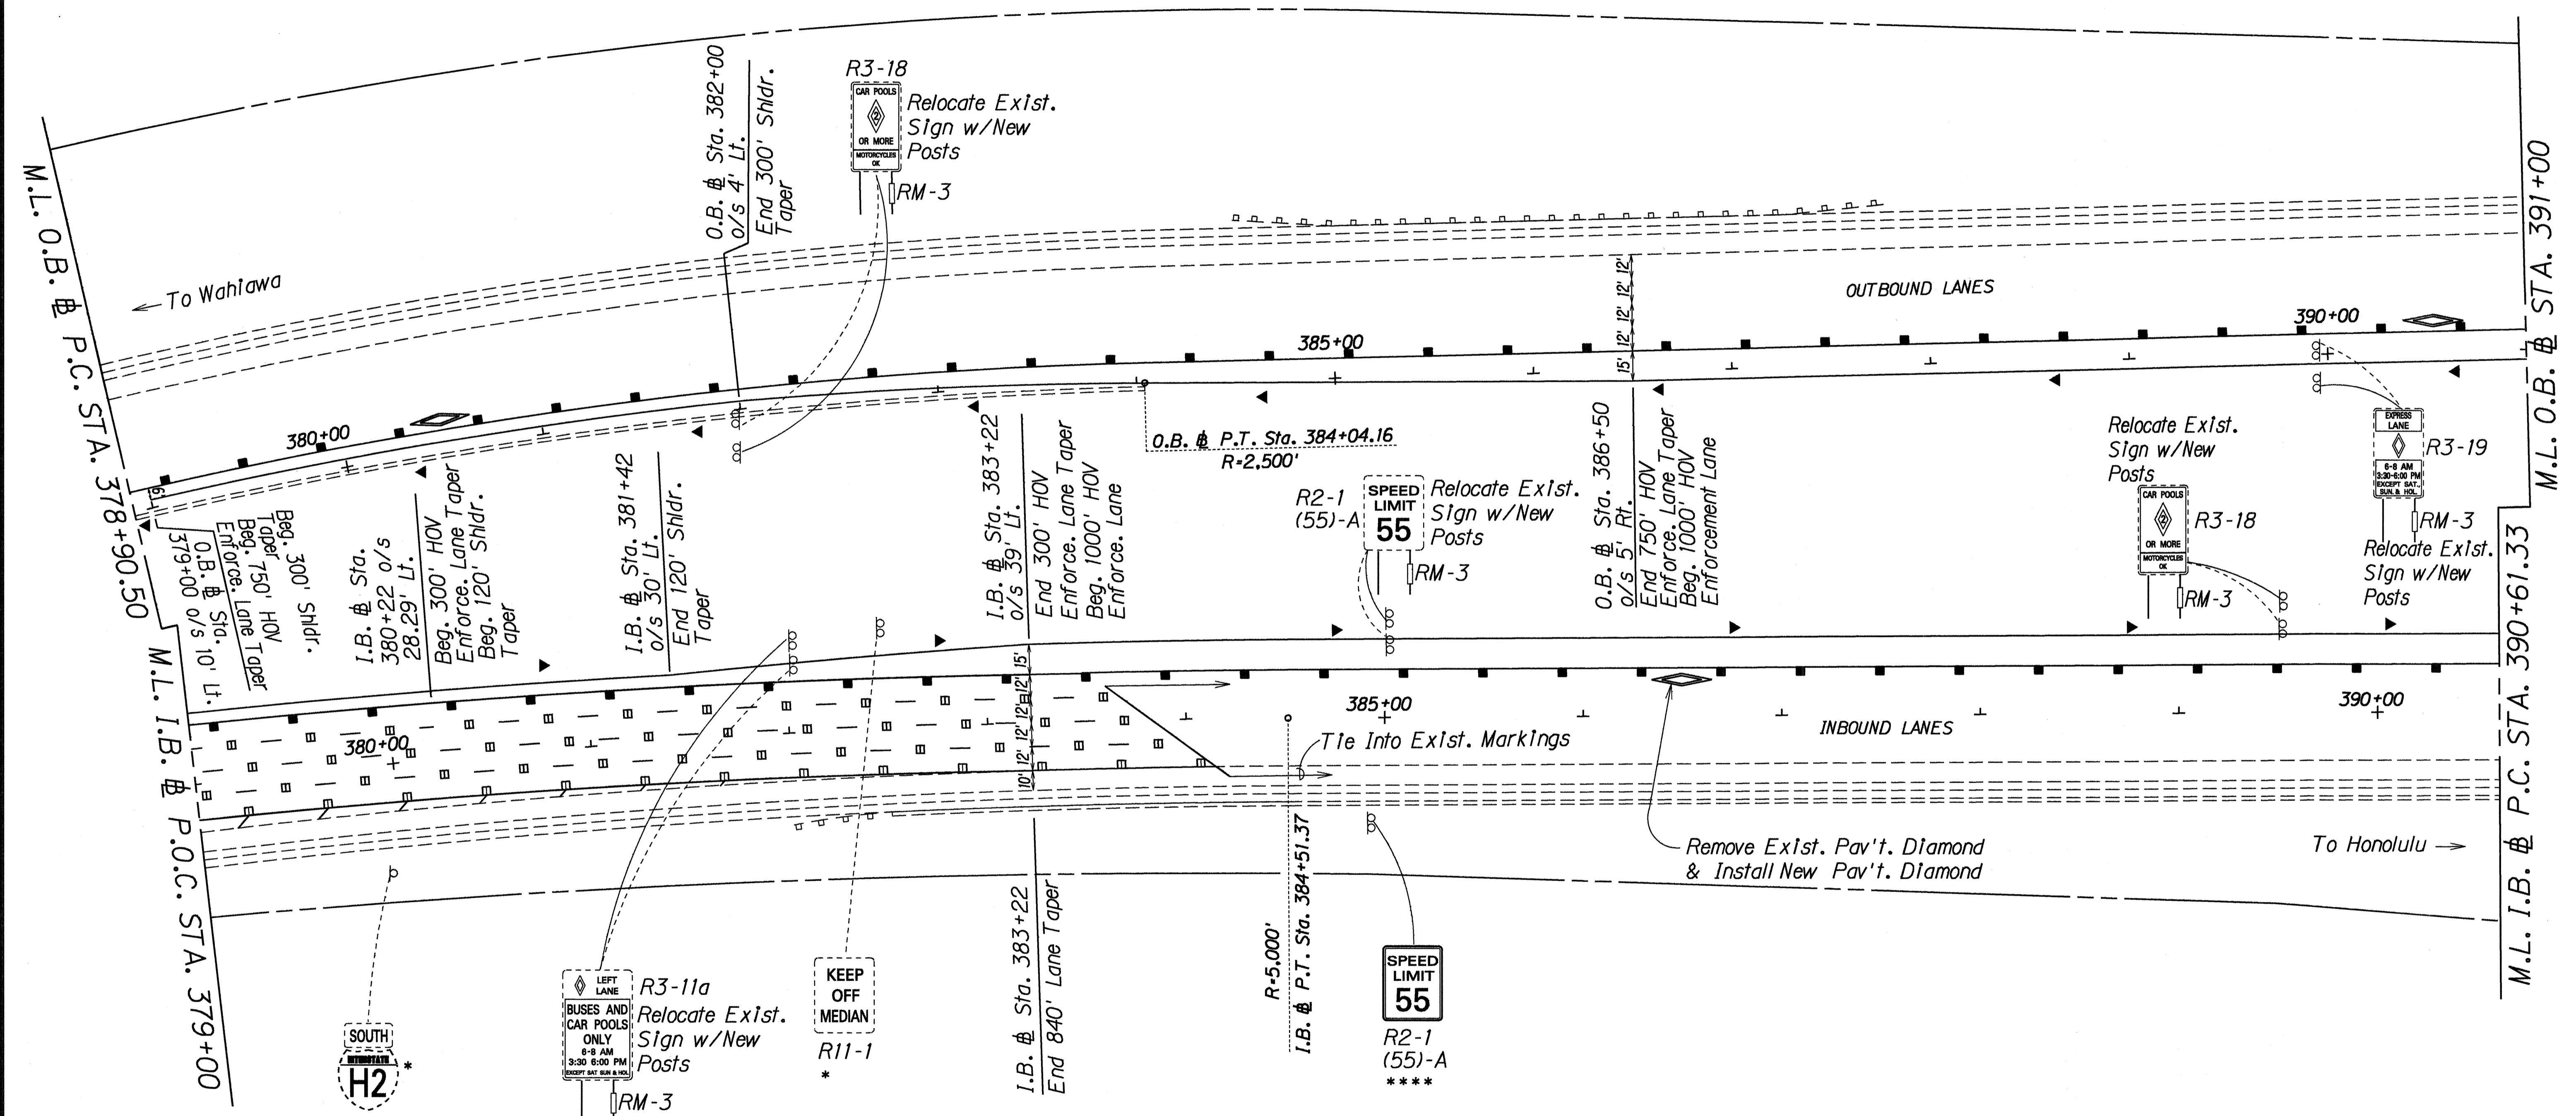 M.L. O.B. ℄ P.C. STA. 378+90.50
M.L. I.B. ℄ P.O.C. STA. 379+00
To Wahiawa
O.B. ℄ Sta. 382+00
o/s 4' Lt.
End 300' Shldr.
Taper
R3-18
CAR POOLS
2
OR MORE
MOTORCYCLES
OK
Relocate Exist.
Sign w/New
Posts
RM-3
12' 12' 12' 12' 15'
OUTBOUND LANES
380+00
385+00
390+00
M.L. O.B. ℄ STA. 391+00
6'
Beg. 300' Shldr.
Taper
Beg. 750' HOV
Enforce. Lane Taper
O.B. ℄ Sta.
379+00 o/s 10' Lt.
I.B. ℄ Sta.
380+22 o/s
28.29' Lt.
Beg. 300' HOV
Enforce. Lane Taper
Beg. 120' Shldr.
Taper
I.B. ℄ Sta. 381+42
o/s 30' Lt.
End 120' Shldr.
Taper
I.B. ℄ Sta. 383+22
o/s 39' Lt.
End 300' HOV
Enforce. Lane Taper
Beg. 1000' HOV
Enforce. Lane
O.B. ℄ P.T. Sta. 384+04.16
R=2,500'
R2-1
(55)-A
SPEED
LIMIT
55
Relocate Exist.
Sign w/New
Posts
RM-3
O.B. ℄ Sta. 386+50
o/s 5' Rt.
End 750' HOV
Enforce. Lane Taper
Beg. 1000' HOV
Enforcement Lane
Relocate Exist.
Sign w/New
Posts
CAR POOLS
2
OR MORE
MOTORCYCLES
OK
R3-18
RM-3
EXPRESS
LANE
6-8 AM
3:30-6:00 PM
EXCEPT SAT.,
SUN. & HOL.
R3-19
RM-3
Relocate Exist.
Sign w/New
Posts
380+00
15' 12' 12' 12' 12' 10'
385+00
INBOUND LANES
390+00
Tie Into Exist. Markings
Remove Exist. Pav't. Diamond
& Install New Pav't. Diamond
To Honolulu
M.L. I.B. ℄ P.C. STA. 390+61.33
SOUTH
INTERSTATE
H2
*
LEFT
LANE
BUSES AND
CAR POOLS
ONLY
6-8 AM
3:30 6:00 PM
EXCEPT SAT SUN & HOL
R3-11a
Relocate Exist.
Sign w/New
Posts
RM-3
KEEP
OFF
MEDIAN
R11-1
*
I.B. ℄ Sta. 383+22
End 840' Lane Taper
R=5,000'
I.B. ℄ P.T. Sta. 384+51.37
SPEED
LIMIT
55
R2-1
(55)-A
****